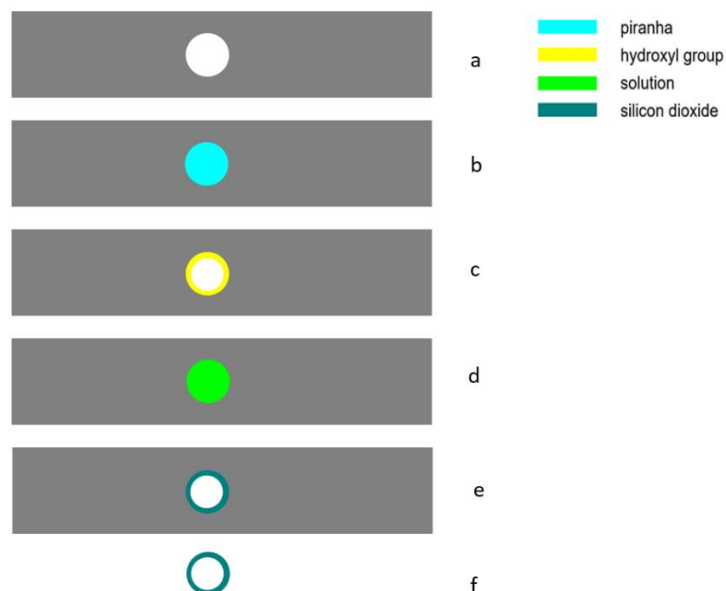 a
piranha
hydroxyl group
solution
silicon dioxide
b
c
d
e
f